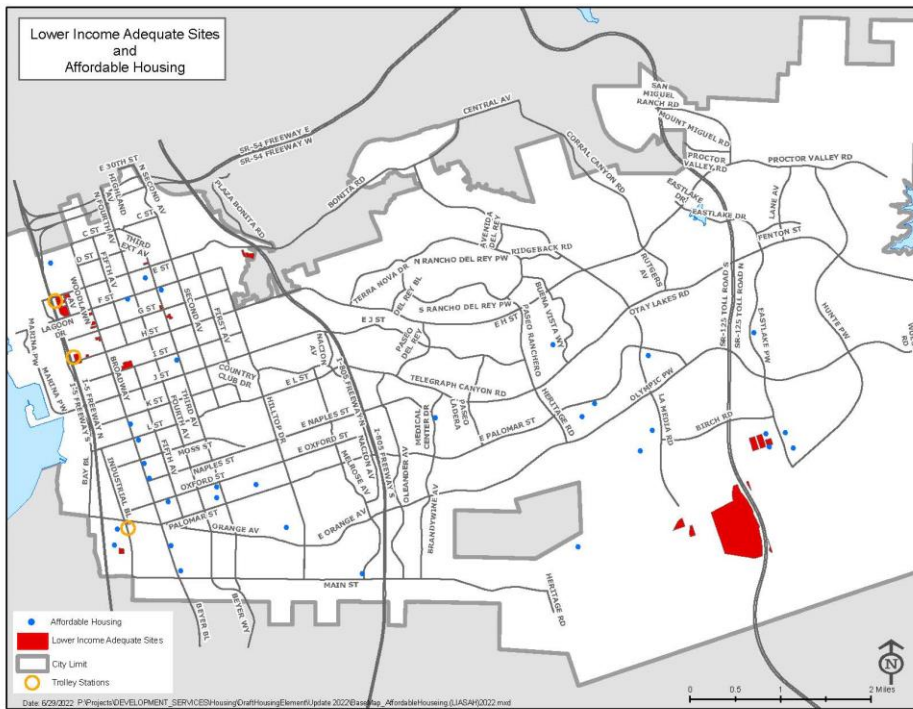 Lower Income Adequate Sites
and
Affordable Housing
SAN
MIGUEL
RANCH RD
MOUNT MIGUEL RD
CENTRAL AV
SR-54 FREEWAY E
SR-54 FREEWAY W
CORRAL CANYON RD
PROCTOR
VALLEY RD
PROCTOR VALLEY RD
E 30TH ST
N SECOND AV
HIGHLAND
AV
N FOURTH AV
PLAZA BONITA RD
BONITA RD
EASTLAKE
DR
LANE AV
EASTLAKE DR
C ST
C ST
THIRD
EXT AV
AVENIDA
DEL REY
FENTON ST
D ST
FIFTH AV
E ST
N RANCHO DEL REY PW
RIDGEBACK RD
RUTGERS
AV
TERRA NOVA DR
DEL REY BL
WOODLAWN
AV
F ST
G ST
SECOND AV
FIRST AV
S RANCHO DEL REY PW
BUENA VISTA WY
OTAY LAKES RD
SR-125 TOLL ROAD S
SR-125 TOLL ROAD N
HUNTE PW
LAGOON
DR
H ST
E J ST
E H ST
MARINA PW
I ST
PASEO
DEL REY
PASEO RANCHERO
EASTLAKE PW
NACION
AV
I-805 FREEWAY N
MARINA PW
BROADWAY
J ST
COUNTRY
CLUB DR
E L ST
TELEGRAPH CANYON RD
OLYMPIC PW
I-5 FREEWAY N
I-5 FREEWAY S
K ST
THIRD AV
FOURTH AV
HILLTOP DR
E NAPLES ST
MEDICAL
CENTER DR
PASEO
LADERA
HERITAGE RD
LA MEDIA RD
BIRCH RD
L ST
MOSS ST
E OXFORD ST
E PALOMAR ST
BAY BL
FIFTH AV
NAPLES ST
OXFORD ST
MELROSE AV
NACION AV
I-805 FREEWAY S
OLEANDER AV
INDUSTRIAL BL
PALOMAR ST
ORANGE AV
E ORANGE AV
BRANDYWINE AV
MAIN ST
HERITAGE RD
BEYER BL
BEYER WY
Affordable Housing
Lower Income Adequate Sites
City Limit
Trolley Stations
N
0 0.5 1 2 Miles